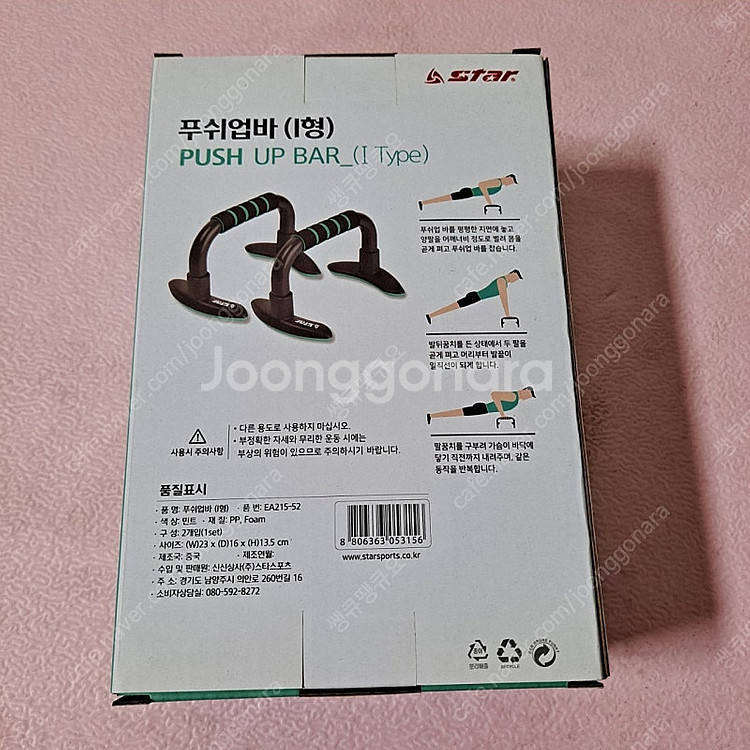 star
푸쉬업바 (I형)
PUSH UP BAR_(I Type)
푸쉬업 바를 평평한 지면에 놓고
양팔을 어깨너비 정도로 벌려 몸을
곧게 펴고 푸쉬업 바를 잡습니다.
발뒤꿈치를 든 상태에서 두 팔을
곧게 펴고 머리부터 발끝이
일직선이 되게 합니다.
팔꿈치를 구부려 가슴이 바닥에
닿기 직전까지 내려주며, 같은
동작을 반복합니다.
Joonggonara
사용시 주의사항
• 다른 용도로 사용하지 마십시오.
• 부정확한 자세와 무리한 운동 시에는
부상의 위험이 있으므로 주의하시기 바랍니다.
품질표시
· 품 명: 푸쉬업바 (I형) · 품 번: EA215-52
· 색 상: 민트 · 재 질: PP, Foam
· 구 성: 2개입(1set)
· 사이즈: (W)23 x (D)16 x (H)13.5 cm
· 제조국: 중국 · 제조연월:
· 수입 및 판매원: 신신상사(주)스타스포츠
· 주 소: 경기도 남양주시 의안로 260번길 16
· 소비자상담실: 080-592-8272
8 806363 053156
www.starsports.co.kr
종이
분리배출
RECYCLE